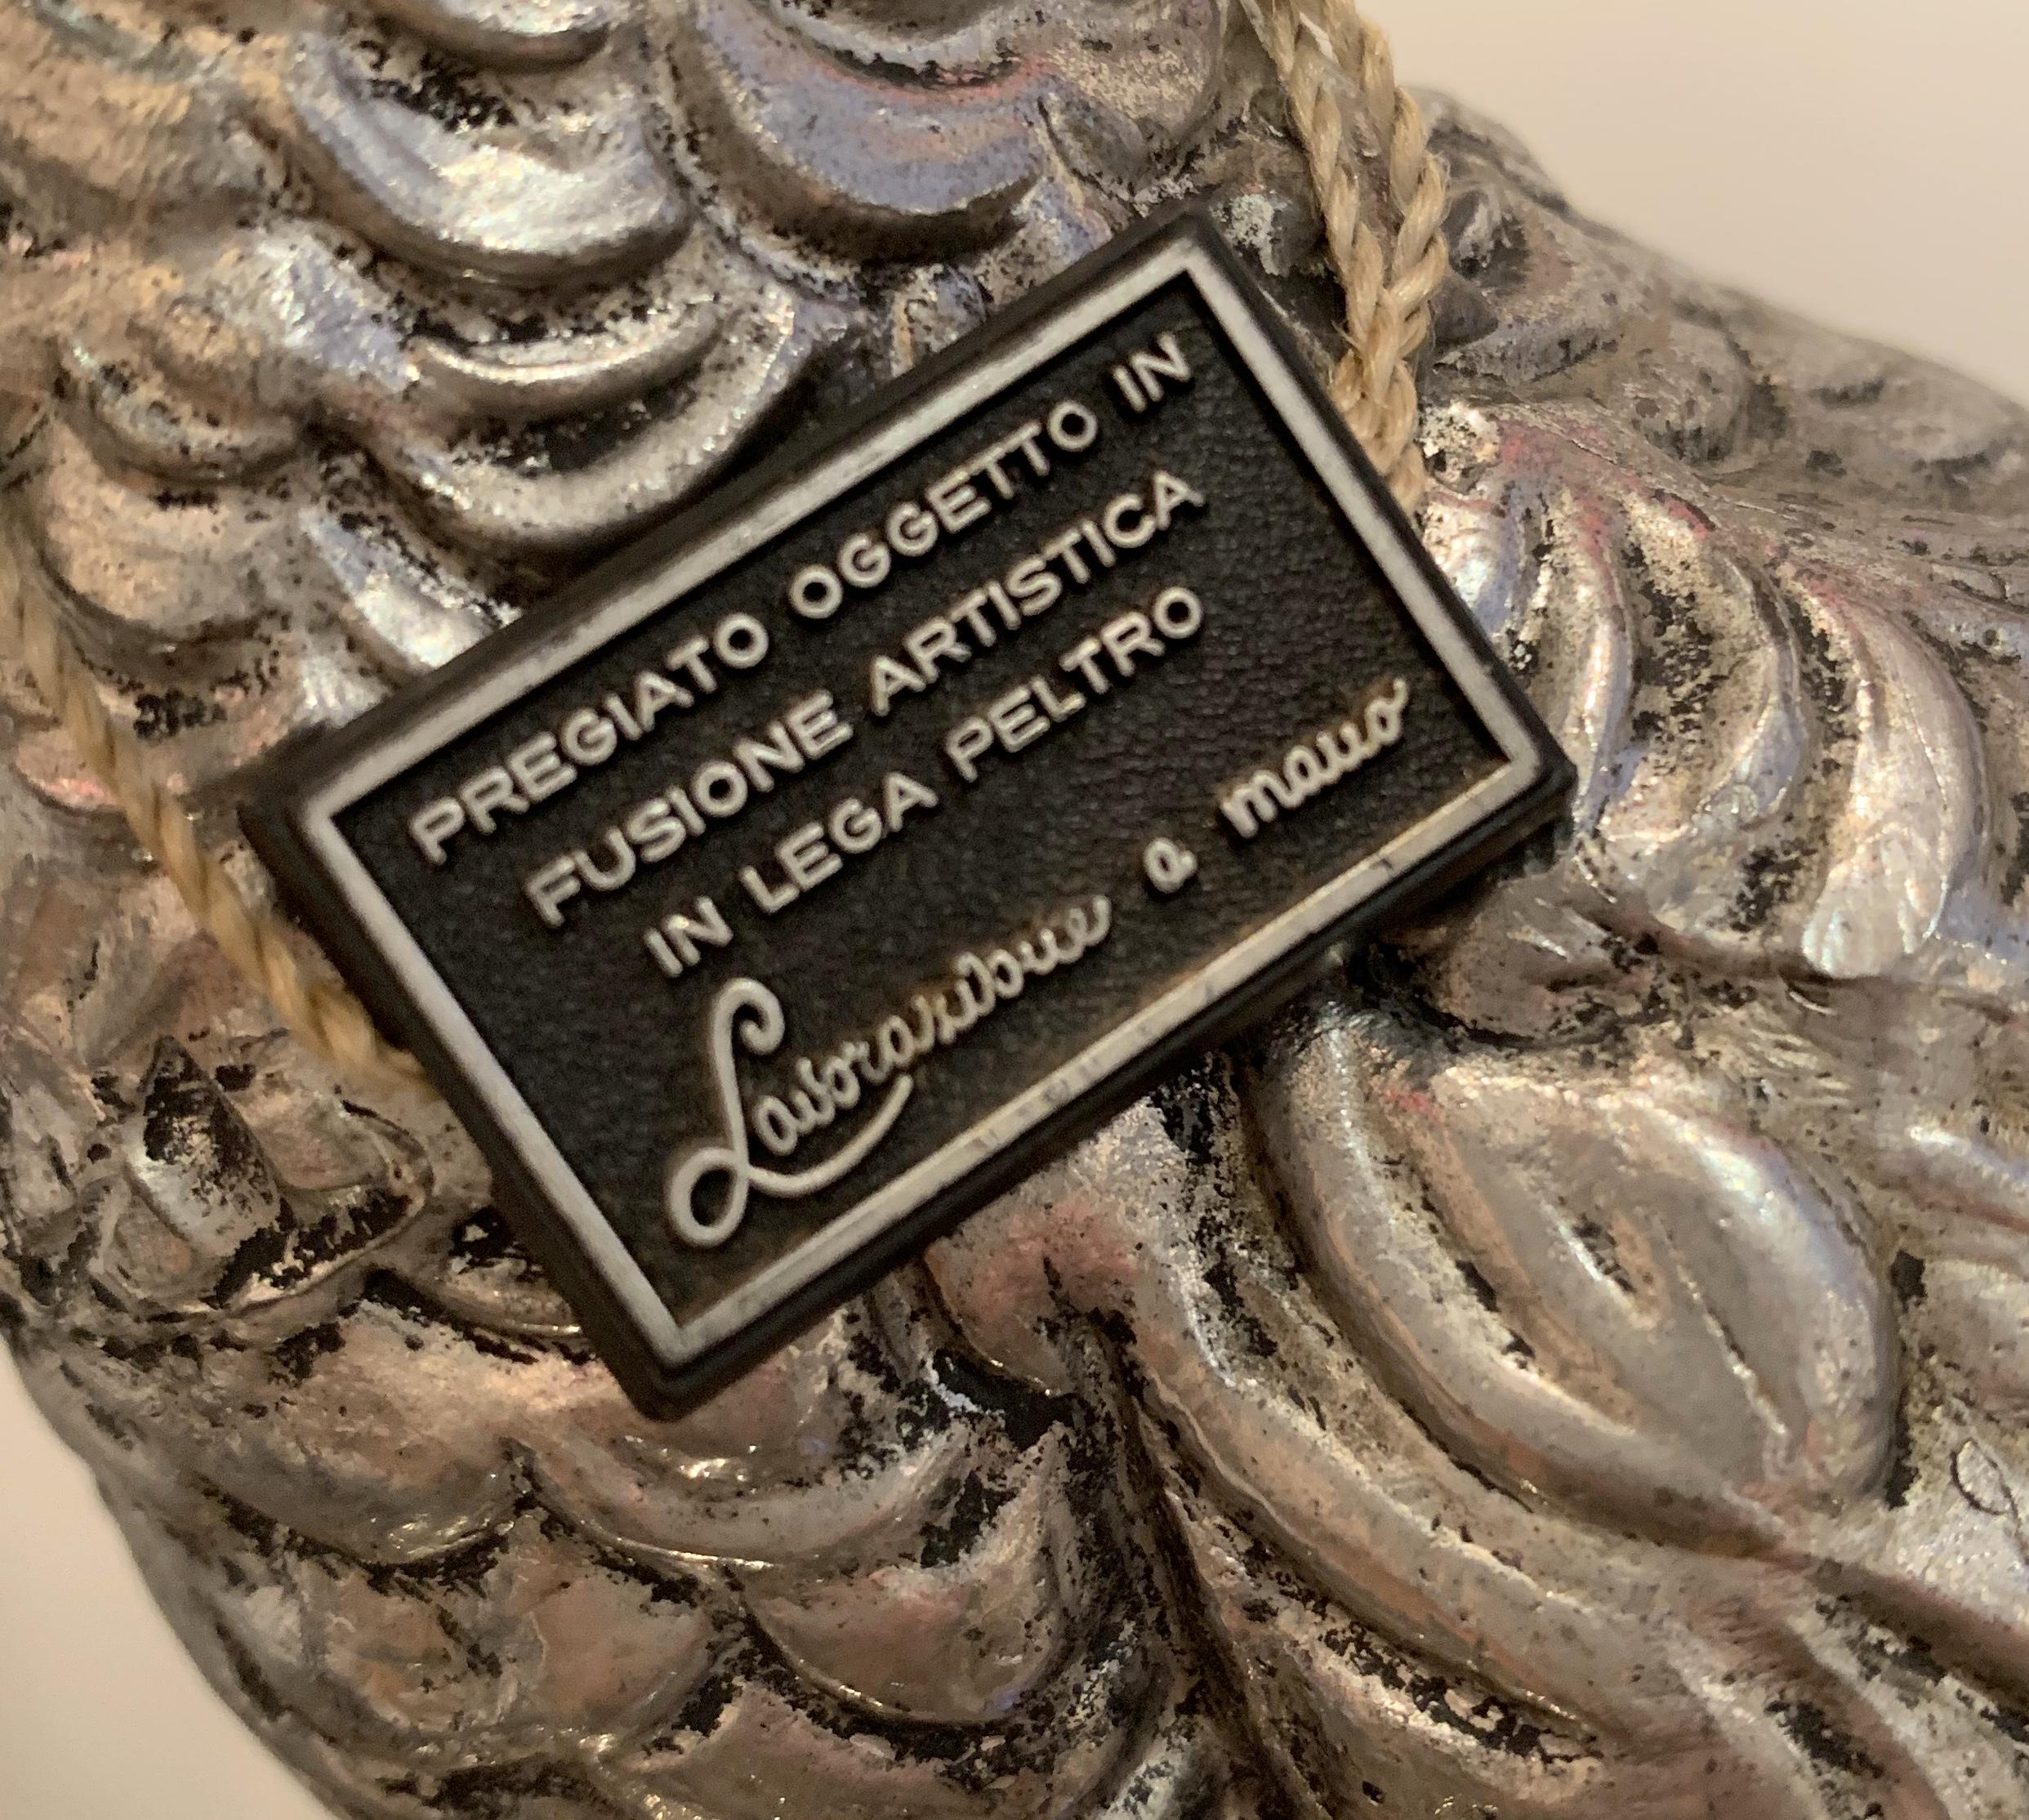 PREGIATO OGGETTO IN
FUSIONE ARTISTICA
IN LEGA PELTRO
Lavorazione a mano